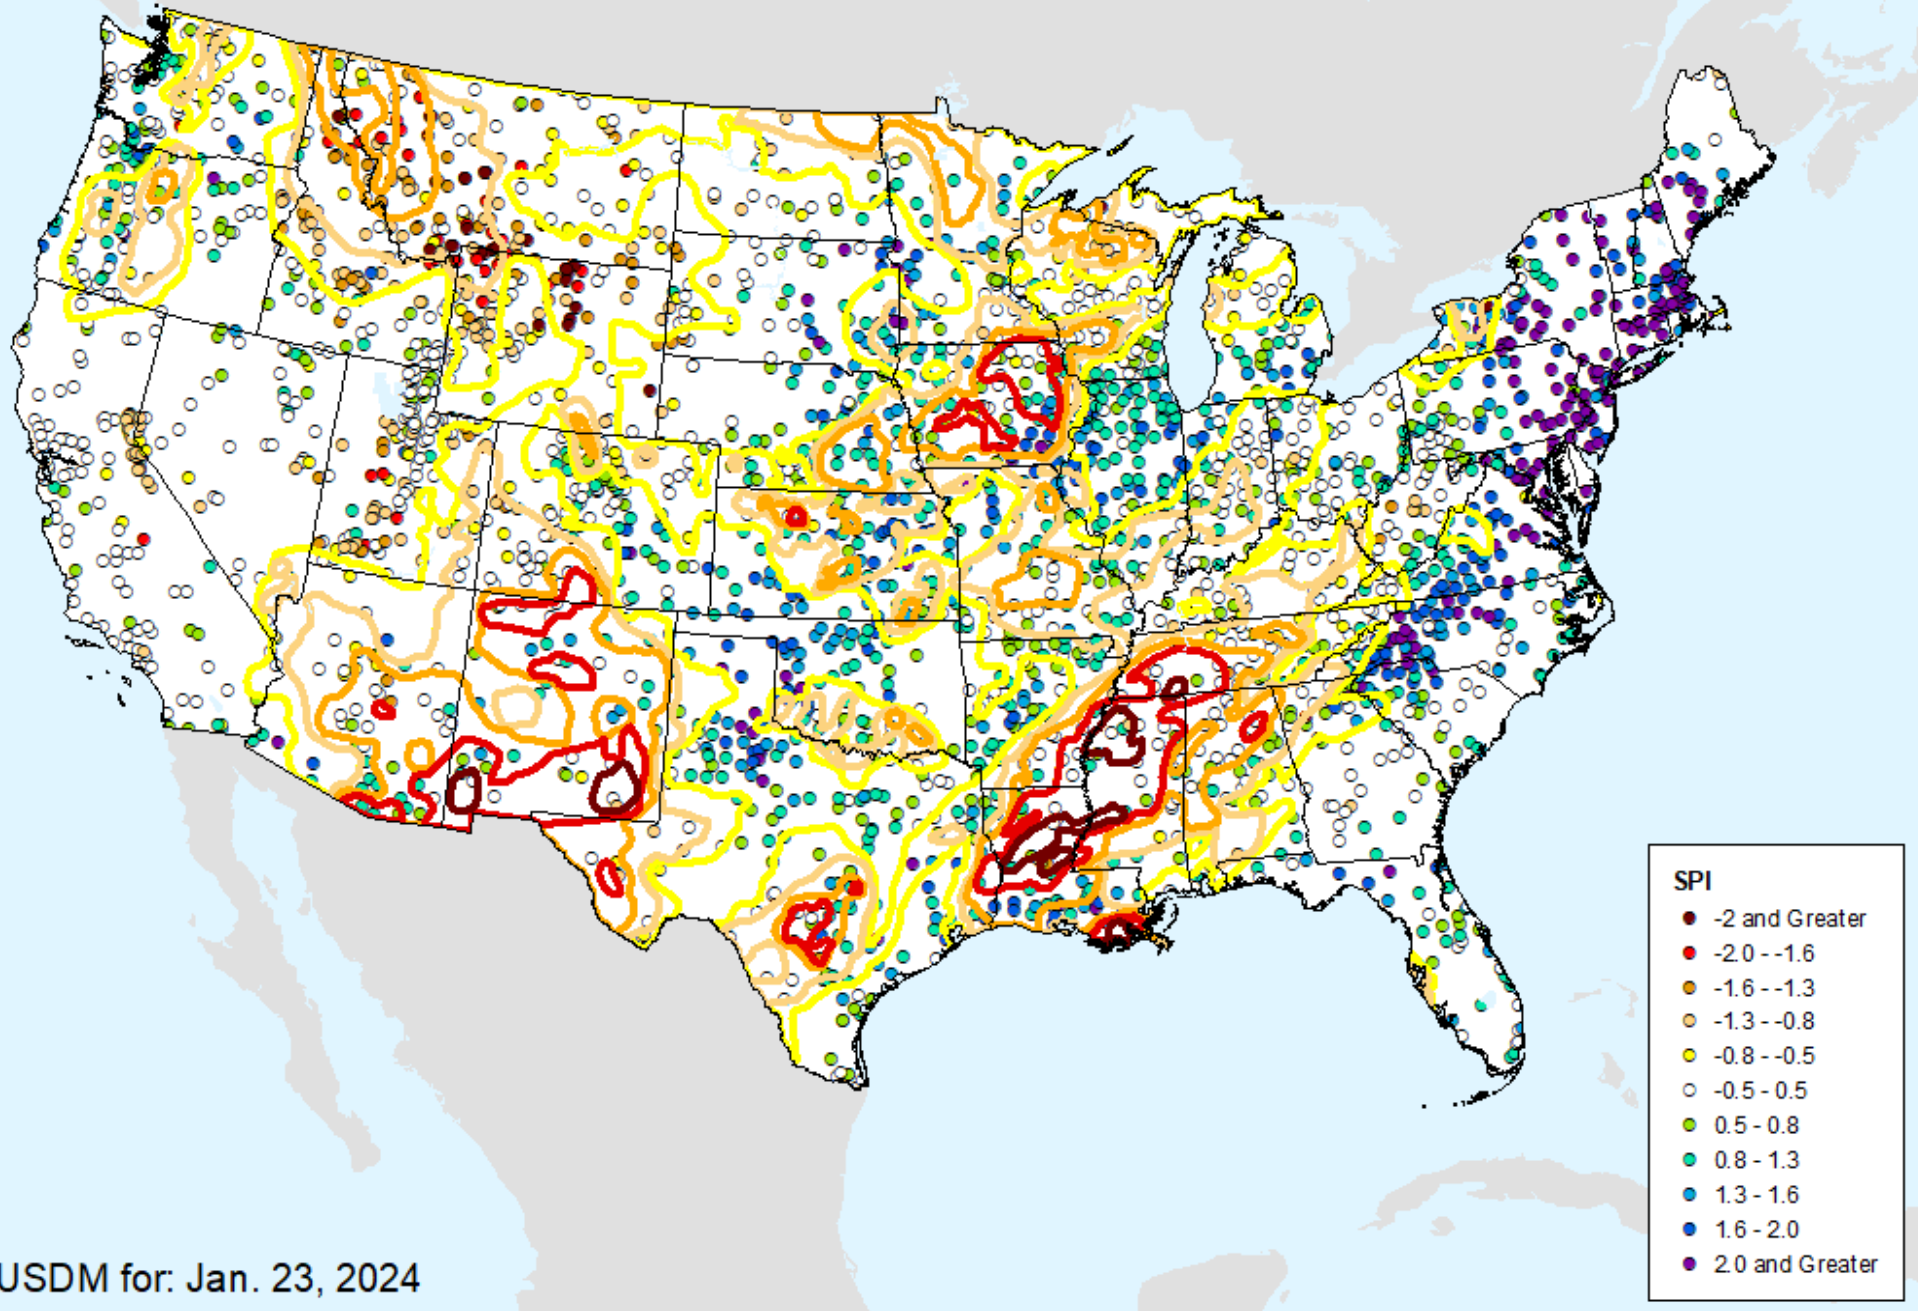 SPI
-2 and Greater
-2.0 - -1.6
-1.6 - -1.3
-1.3 - -0.8
-0.8 - -0.5
-0.5 - 0.5
0.5 - 0.8
0.8 - 1.3
1.3 - 1.6
1.6 - 2.0
2.0 and Greater
USDM for: Jan. 23, 2024